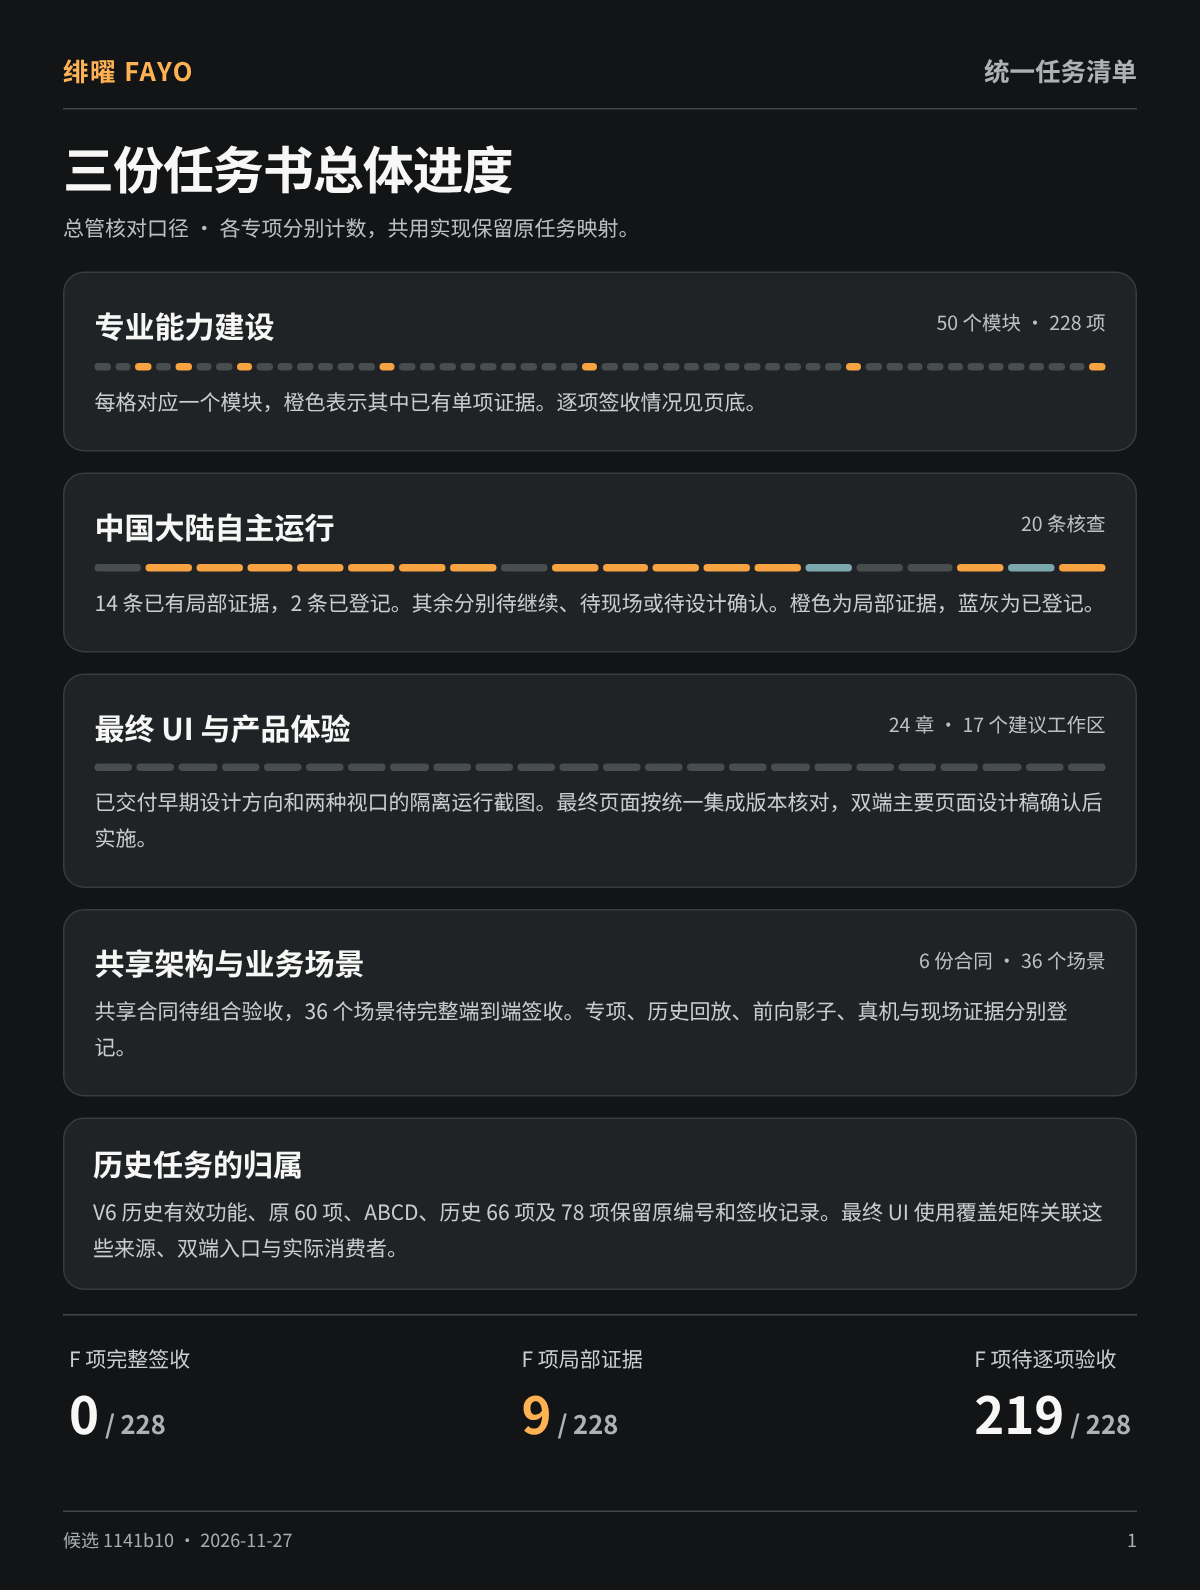 绯曜 FAYO
统一任务清单
三份任务书总体进度
总管核对口径 · 各专项分别计数，共用实现保留原任务映射。
专业能力建设
50 个模块 · 228 项
每格对应一个模块，橙色表示其中已有单项证据。逐项签收情况见页底。
中国大陆自主运行
20 条核查
14 条已有局部证据，2 条已登记。其余分别待继续、待现场或待设计确认。橙色为局部证据，蓝灰为已登记。
最终 UI 与产品体验
24 章 · 17 个建议工作区
已交付早期设计方向和两种视口的隔离运行截图。最终页面按统一集成版本核对，双端主要页面设计稿确认后
实施。
共享架构与业务场景
6 份合同 · 36 个场景
共享合同待组合验收，36 个场景待完整端到端签收。专项、历史回放、前向影子、真机与现场证据分别登
记。
历史任务的归属
V6 历史有效功能、原 60 项、ABCD、历史 66 项及 78 项保留原编号和签收记录。最终 UI 使用覆盖矩阵关联这
些来源、双端入口与实际消费者。
F 项完整签收
0 / 228
F 项局部证据
9 / 228
F 项待逐项验收
219 / 228
候选 1141b10 · 2026-11-27
1